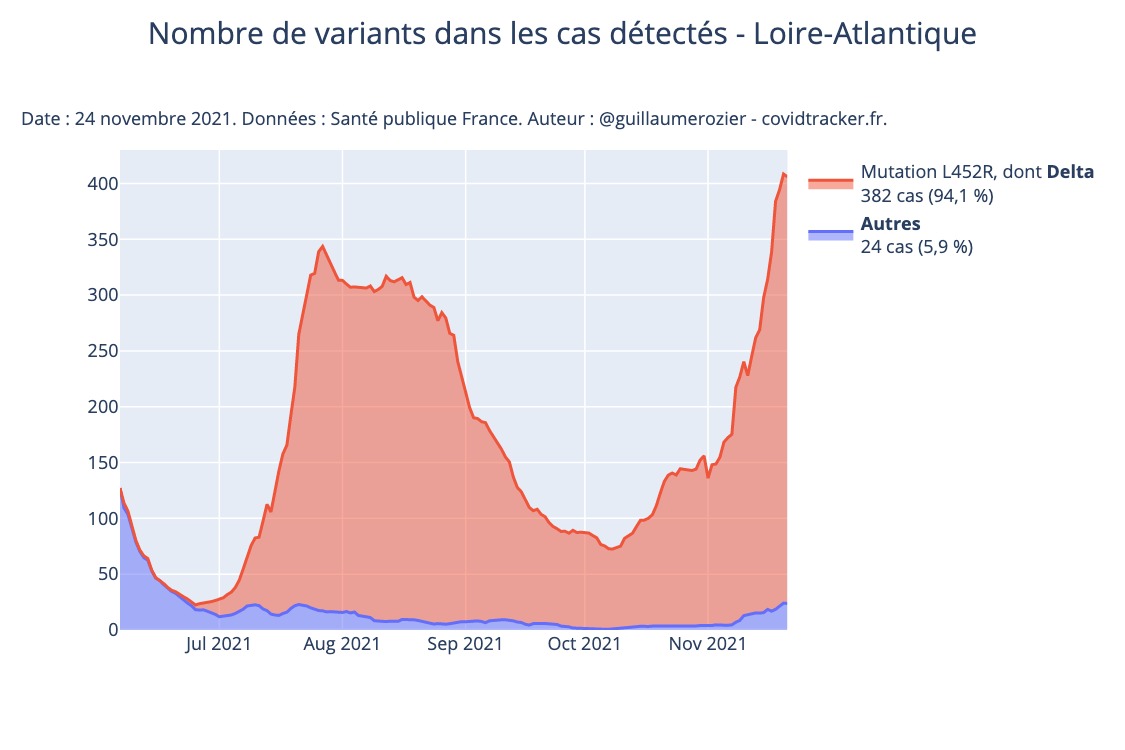 Nombre de variants dans les cas détectés - Loire-Atlantique
Date : 24 novembre 2021. Données : Santé publique France. Auteur : @guillaumerozier - covidtracker.fr.
Mutation L452R, dont Delta
382 cas (94,1 %)
Autres
24 cas (5,9 %)
400
350
300
250
200
150
100
50
0
Jul 2021 Aug 2021 Sep 2021 Oct 2021 Nov 2021